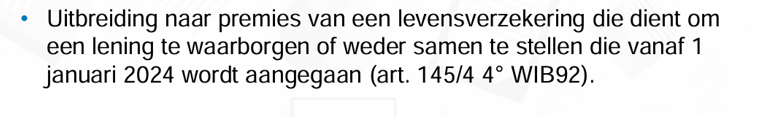 • Uitbreiding naar premies van een levensverzekering die dient om
een lening te waarborgen of weder samen te stellen die vanaf 1
januari 2024 wordt aangegaan (art. 145/4 4° WIB92).